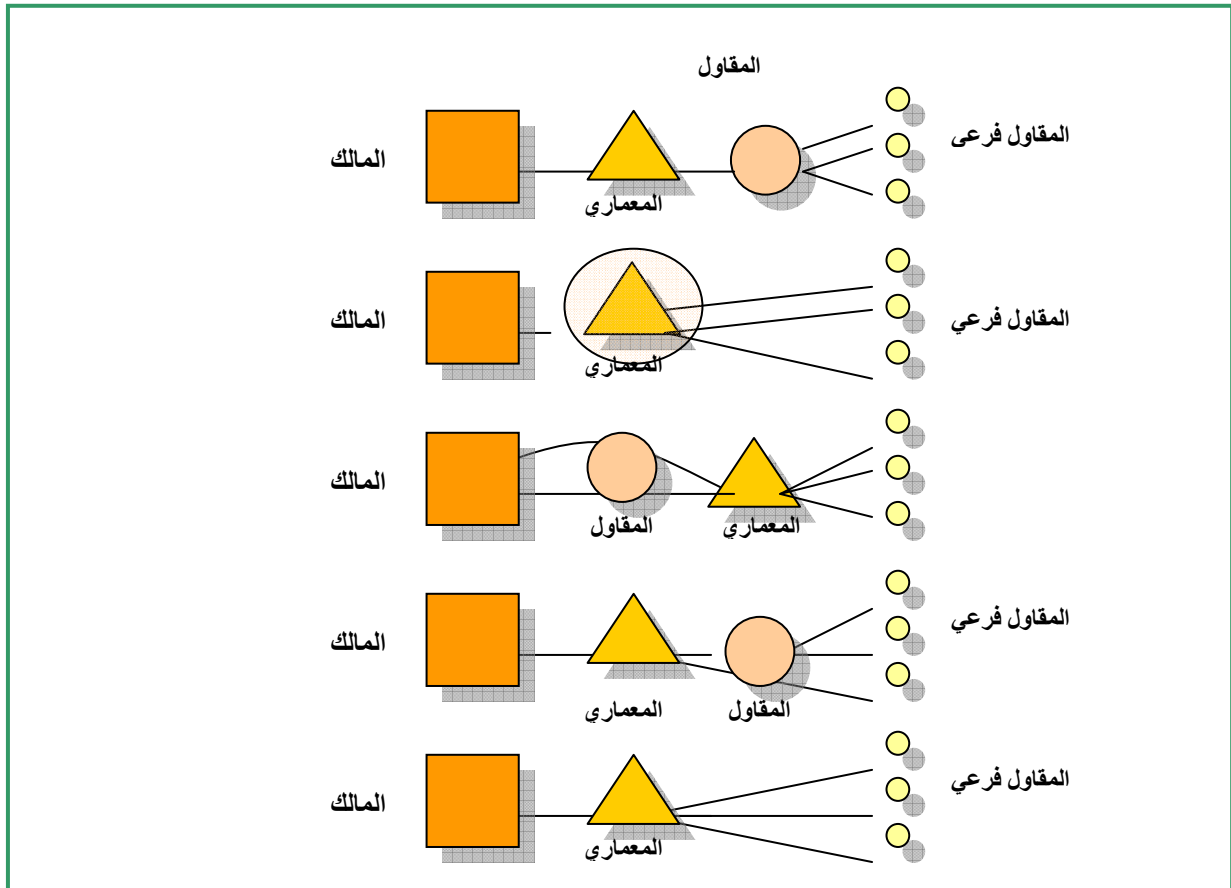 المقاول
المقاول فرعى
المالك
المعماري
المقاول فرعي
المالك
المعماري
المالك
المعماري
المقاول
المقاول فرعي
المالك
المقاول
المعماري
المقاول فرعي
المالك
المعماري